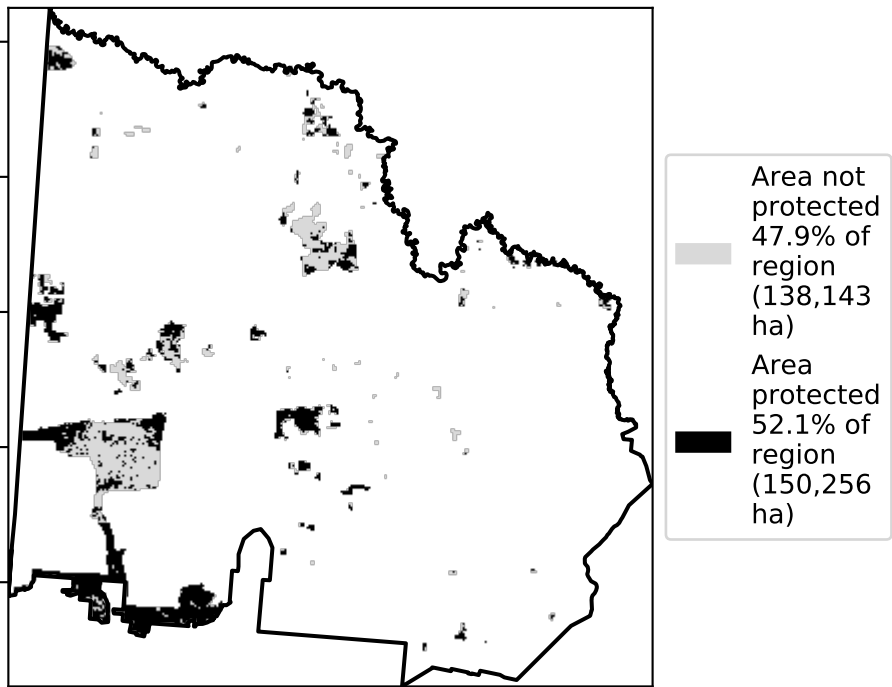 Area not
protected
47.9% of
region
(138,143
ha)
Area
protected
52.1% of
region
(150,256
ha)